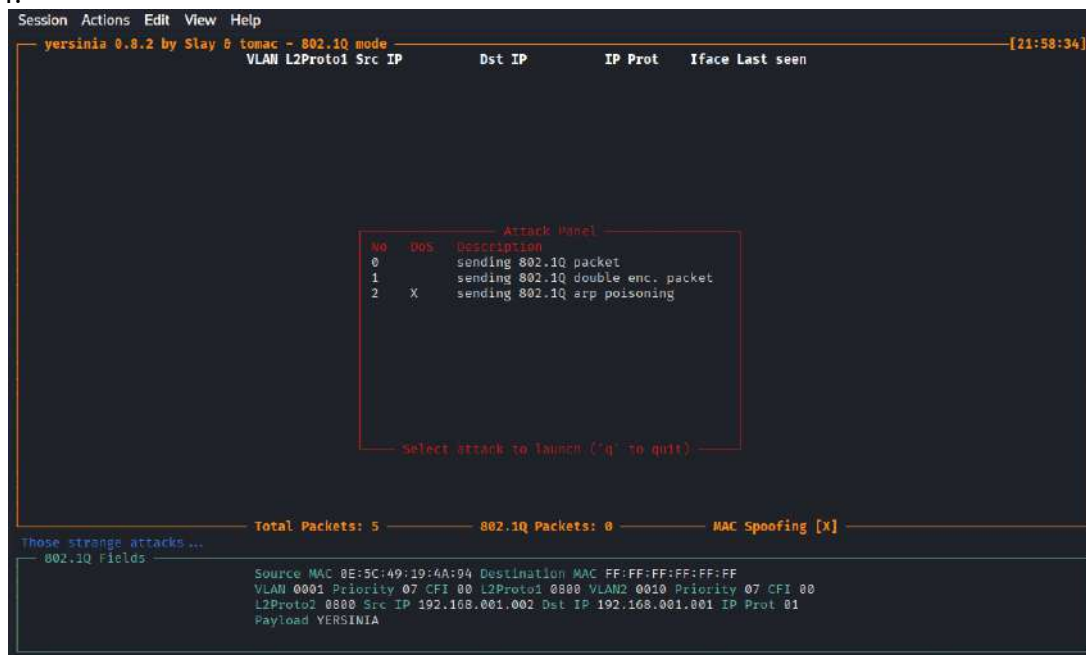 Session Actions Edit View Help
yersinia 0.8.2 by Slay & tomac - 802.1Q mode [21:58:34]
VLAN L2Proto1 Src IP Dst IP IP Prot Iface Last seen
Attack Panel
No DoS Description
0 sending 802.1Q packet
1 sending 802.1Q double enc. packet
2 X sending 802.1Q arp poisoning
Select attack to launch ('q' to quit)
Total Packets: 5 802.1Q Packets: 0 MAC Spoofing [X]
Those strange attacks...
802.1Q Fields
Source MAC 0E:5C:49:19:4A:94 Destination MAC FF:FF:FF:FF:FF:FF
VLAN 0001 Priority 07 CFI 00 L2Proto1 0800 VLAN2 0010 Priority 07 CFI 00
L2Proto2 0800 Src IP 192.168.001.002 Dst IP 192.168.001.001 IP Prot 01
Payload YERSINIA